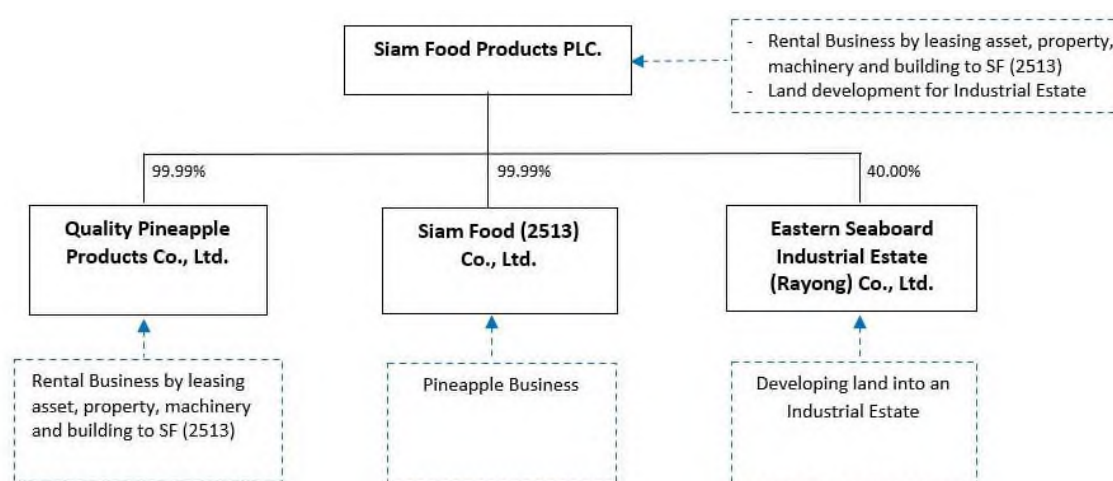 Siam Food Products PLC.
- Rental Business by leasing asset, property,
machinery and building to SF (2513)
- Land development for Industrial Estate
99.99%
99.99%
40.00%
Quality Pineapple
Products Co., Ltd.
Siam Food (2513)
Co., Ltd.
Eastern Seaboard
Industrial Estate
(Rayong) Co., Ltd.
Rental Business by leasing
asset, property, machinery
and building to SF (2513)
Pineapple Business
Developing land into an
Industrial Estate